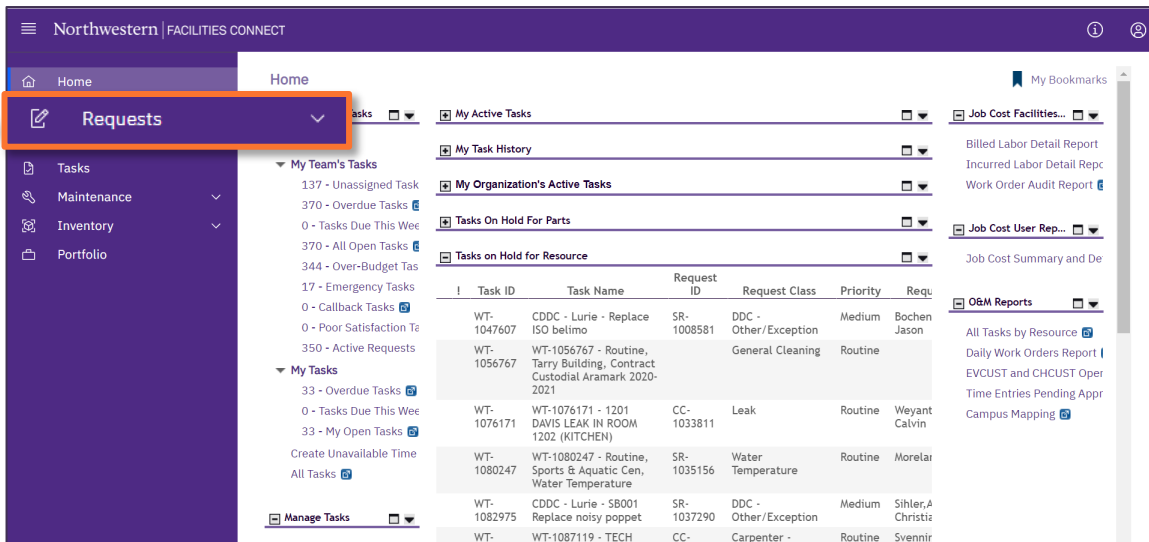 Northwestern | FACILITIES CONNECT
Home
Requests
Tasks
Maintenance
Inventory
Portfolio
Home
My Bookmarks
Tasks
My Team's Tasks
137 - Unassigned Task
370 - Overdue Tasks
0 - Tasks Due This Wee
370 - All Open Tasks
344 - Over-Budget Tas
17 - Emergency Tasks
0 - Callback Tasks
0 - Poor Satisfaction Ta
350 - Active Requests
My Tasks
33 - Overdue Tasks
0 - Tasks Due This Wee
33 - My Open Tasks
Create Unavailable Time
All Tasks
Manage Tasks
My Active Tasks
My Task History
My Organization's Active Tasks
Tasks On Hold For Parts
Tasks on Hold for Resource
! Task ID Task Name Request ID Request Class Priority Requ
WT-1047607 CDDC - Lurie - Replace ISO belimo SR-1008581 DDC - Other/Exception Medium Bochen Jason
WT-1056767 WT-1056767 - Routine, Tarry Building, Contract Custodial Aramark 2020-2021 General Cleaning Routine
WT-1076171 WT-1076171 - 1201 DAVIS LEAK IN ROOM 1202 (KITCHEN) CC-1033811 Leak Routine Weyant Calvin
WT-1080247 WT-1080247 - Routine, Sports & Aquatic Cen, Water Temperature SR-1035156 Water Temperature Routine Morelan
WT-1082975 CDDC - Lurie - SB001 Replace noisy poppet SR-1037290 DDC - Other/Exception Medium Sihler,A Christia
WT- WT-1087119 - TECH CC- Carpenter - Routine Svennin
Job Cost Facilities...
Billed Labor Detail Report
Incurred Labor Detail Repo
Work Order Audit Report
Job Cost User Rep...
Job Cost Summary and De
O&M Reports
All Tasks by Resource
Daily Work Orders Report
EVCUST and CHCUST Oper
Time Entries Pending Appr
Campus Mapping